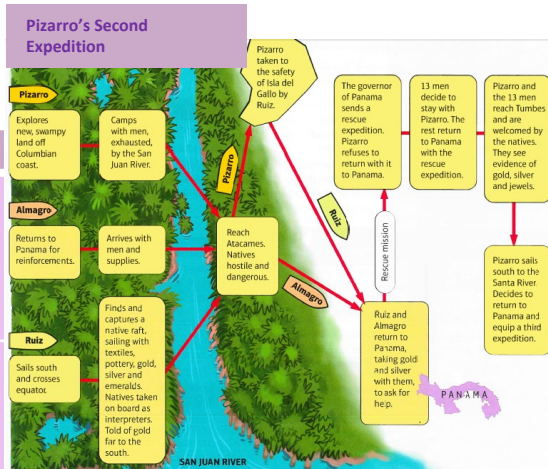 Pizarro's Second
Expedition
Pizarro
Explores
new, swampy
land off
Columbian
coast.
Camps
with men,
exhausted,
by the San
Juan River.
Almagro
Returns to
Panama for
reinforcements.
Arrives with
men and
supplies.
Ruiz
Sails south
and crosses
equator.
Finds and
captures a
native raft,
sailing with
textiles,
pottery, gold,
silver and
emeralds.
Natives taken
on board as
interpreters.
Told of gold
far to the
south.
Reach
Atacames.
Natives
hostile and
dangerous.
Pizarro
Pizarro
taken to
the safety
of Isla del
Gallo by
Ruiz.
Ruiz
Almagro
Ruiz and
Almagro
return to
Panama,
taking gold
and silver
with them,
to ask for
help.
Rescue mission
The governor
of Panama
sends a
rescue
expedition.
Pizarro
refuses to
return with it
to Panama.
13 men
decide to
stay with
Pizarro. The
rest return
to Panama
with the
rescue
expedition.
Pizarro and
the 13 men
reach Tumbes
and are
welcomed by
the natives.
They see
evidence of
gold, silver
and jewels.
Pizarro sails
south to the
Santa River.
Decides to
return to
Panama and
equip a third
expedition.
PANAMA
SAN JUAN RIVER